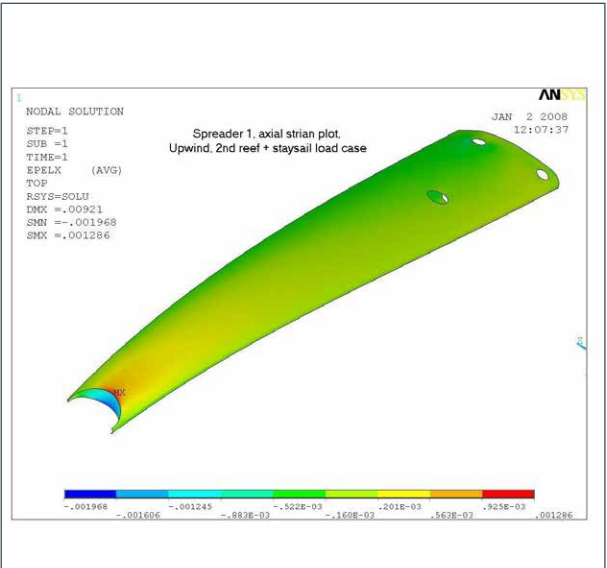 1
ANSYS
NODAL SOLUTION
JAN 2 2008
12:07:37
STEP=1
SUB =1
TIME=1
EPELX (AVG)
TOP
RSYS=SOLU
DMX =.00921
SMN =-.001968
SMX =.001286
Spreader 1, axial strian plot,
Upwind, 2nd reef + staysail load case
Z
MX
-.001968 -.001245 -.522E-03 .201E-03 .925E-03
-.001606 -.883E-03 -.160E-03 .563E-03 .001286